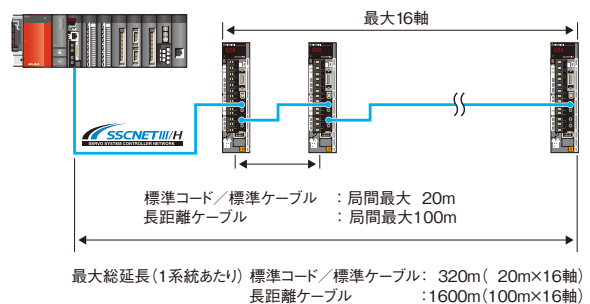 最大16軸
SSCNETIII/H
SERVO SYSTEM CONTROLLER NETWORK
標準コード／標準ケーブル ：局間最大 20m
長距離ケーブル ：局間最大100m
最大総延長（1系統あたり） 標準コード／標準ケーブル： 320m（ 20m×16軸）
長距離ケーブル ：1600m（100m×16軸）